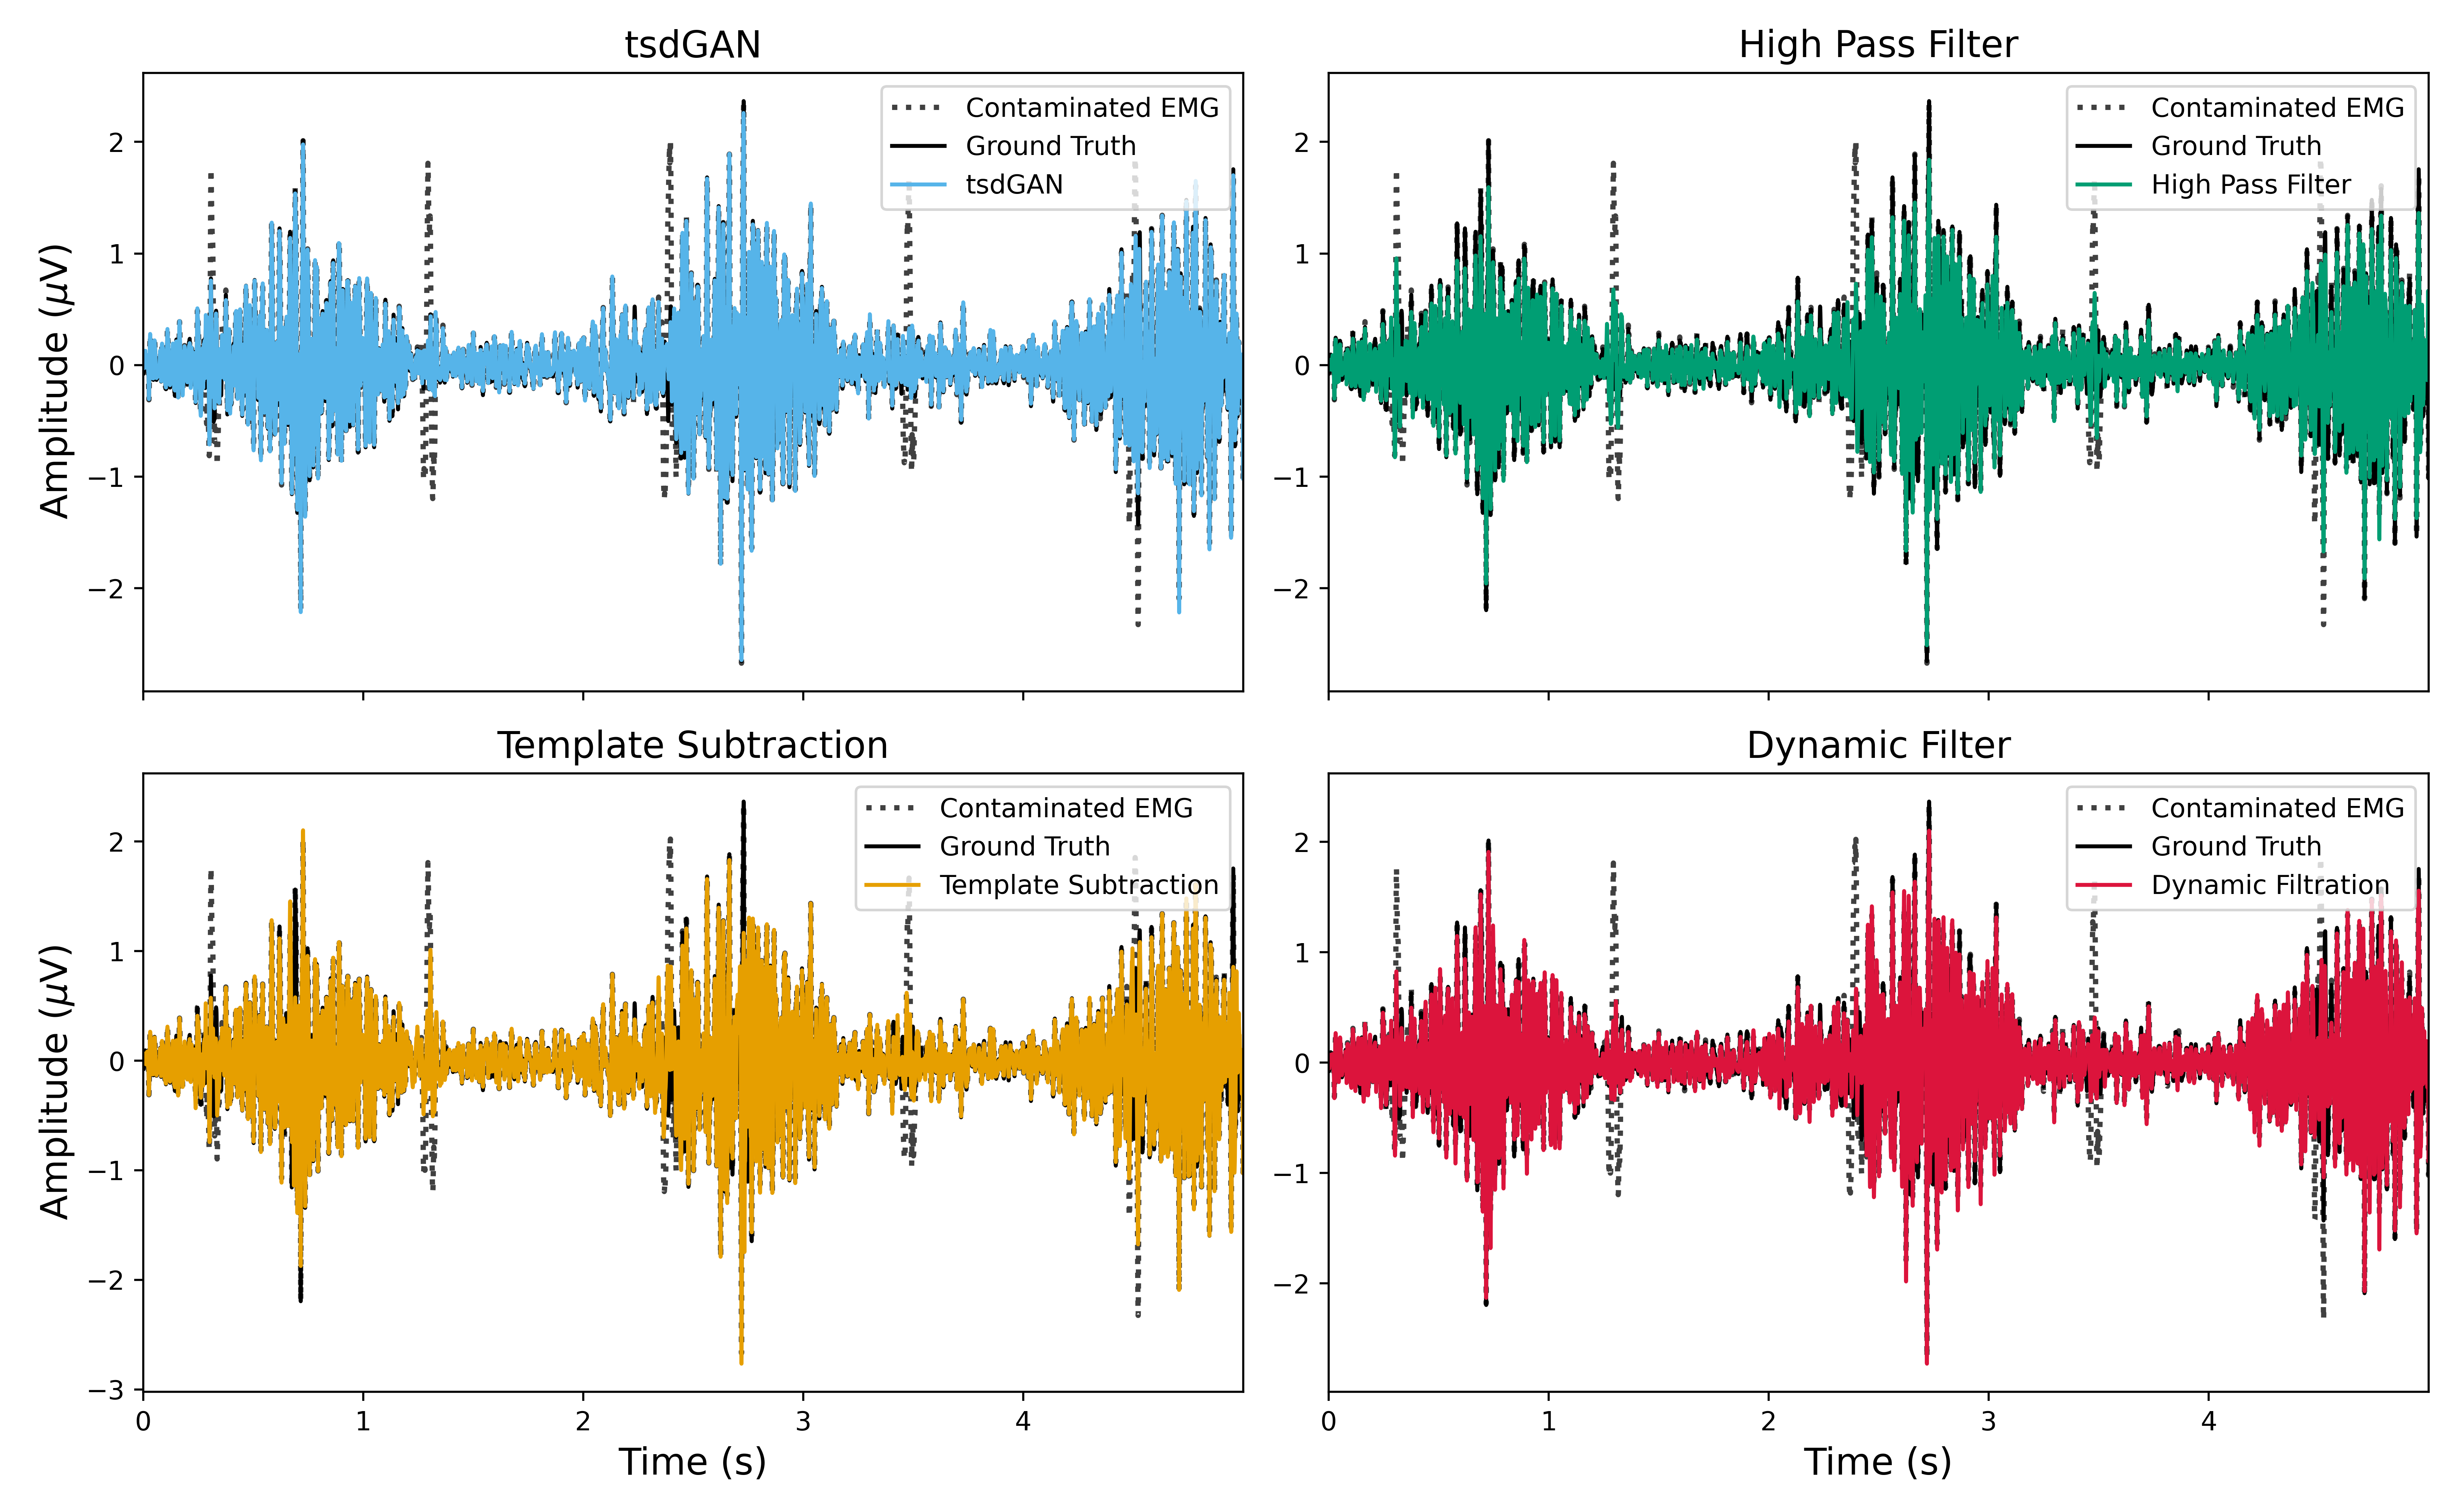 tsdGAN
High Pass Filter
Contaminated EMG
Ground Truth
tsdGAN
Contaminated EMG
Ground Truth
High Pass Filter
Amplitude (μV)
2
1
0
−1
−2
2
1
0
−1
−2
Template Subtraction
Dynamic Filter
Contaminated EMG
Ground Truth
Template Subtraction
Contaminated EMG
Ground Truth
Dynamic Filtration
Amplitude (μV)
2
1
0
−1
−2
−3
2
1
0
−1
−2
0 1 2 3 4
0 1 2 3 4
Time (s)
Time (s)